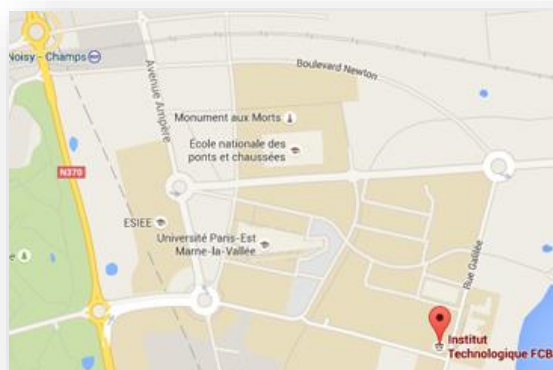 Noisy - Champs
Boulevard Newton
Avenue Ampère
Monument aux Morts
École nationale des
ponts et chaussées
N370
ESIEE
Université Paris-Est
Marne-la-Vallée
Rue Galilée
Institut
Technologique FCB